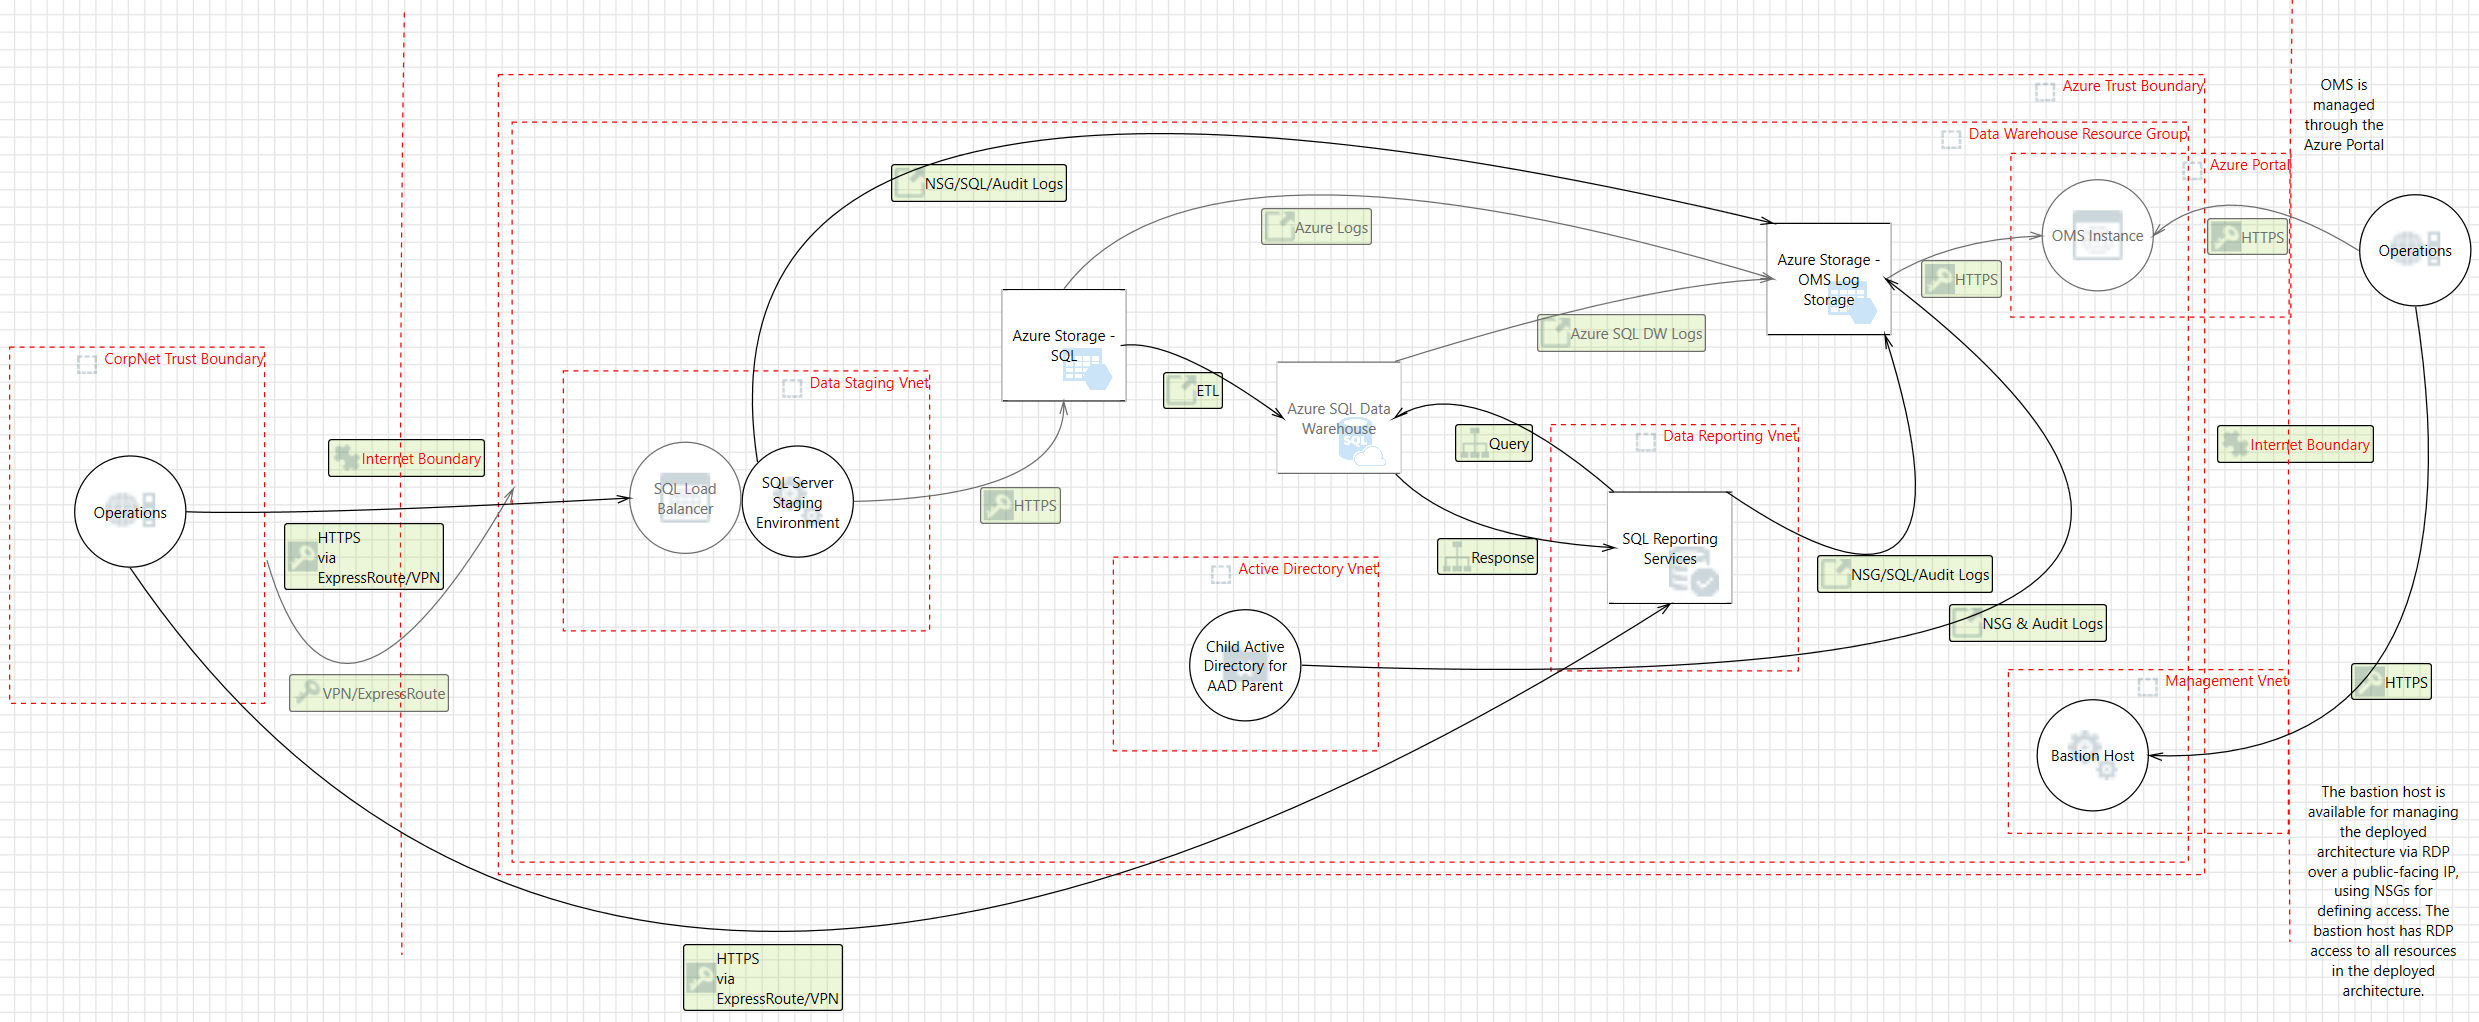 OMS is
managed
through the
Azure Portal
Azure Trust Boundary
Data Warehouse Resource Group
Azure Portal
NSG/SQL/Audit Logs
Azure Logs
OMS Instance
HTTPS
Operations
Azure Storage -
OMS Log
Storage
HTTPS
Azure SQL DW Logs
Azure Storage -
SQL
CorpNet Trust Boundary
Data Staging Vnet
ETL
Azure SQL Data
Warehouse
Query
Data Reporting Vnet
Internet Boundary
Internet Boundary
Operations
SQL Load
Balancer
SQL Server
Staging
Environment
HTTPS
HTTPS
via
ExpressRoute/VPN
SQL Reporting
Services
Response
Active Directory Vnet
NSG/SQL/Audit Logs
NSG & Audit Logs
Child Active
Directory for
AAD Parent
VPN/ExpressRoute
Management Vnet
HTTPS
Bastion Host
The bastion host is
available for managing
the deployed
architecture via RDP
over a public-facing IP,
using NSGs for
defining access. The
bastion host has RDP
access to all resources
in the deployed
architecture.
HTTPS
via
ExpressRoute/VPN